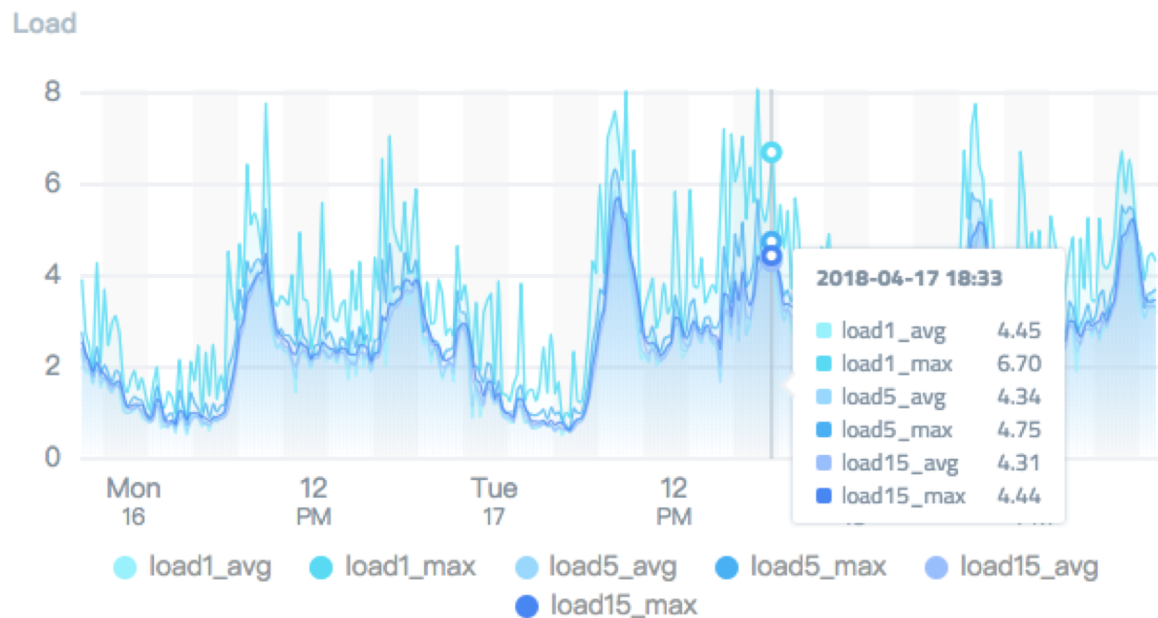 Load
8
6
4
2
0
Mon
16
12
PM
Tue
17
12
PM
2018-04-17 18:33
load1_avg 4.45
load1_max 6.70
load5_avg 4.34
load5_max 4.75
load15_avg 4.31
load15_max 4.44
load1_avg load1_max load5_avg load5_max load15_avg
load15_max